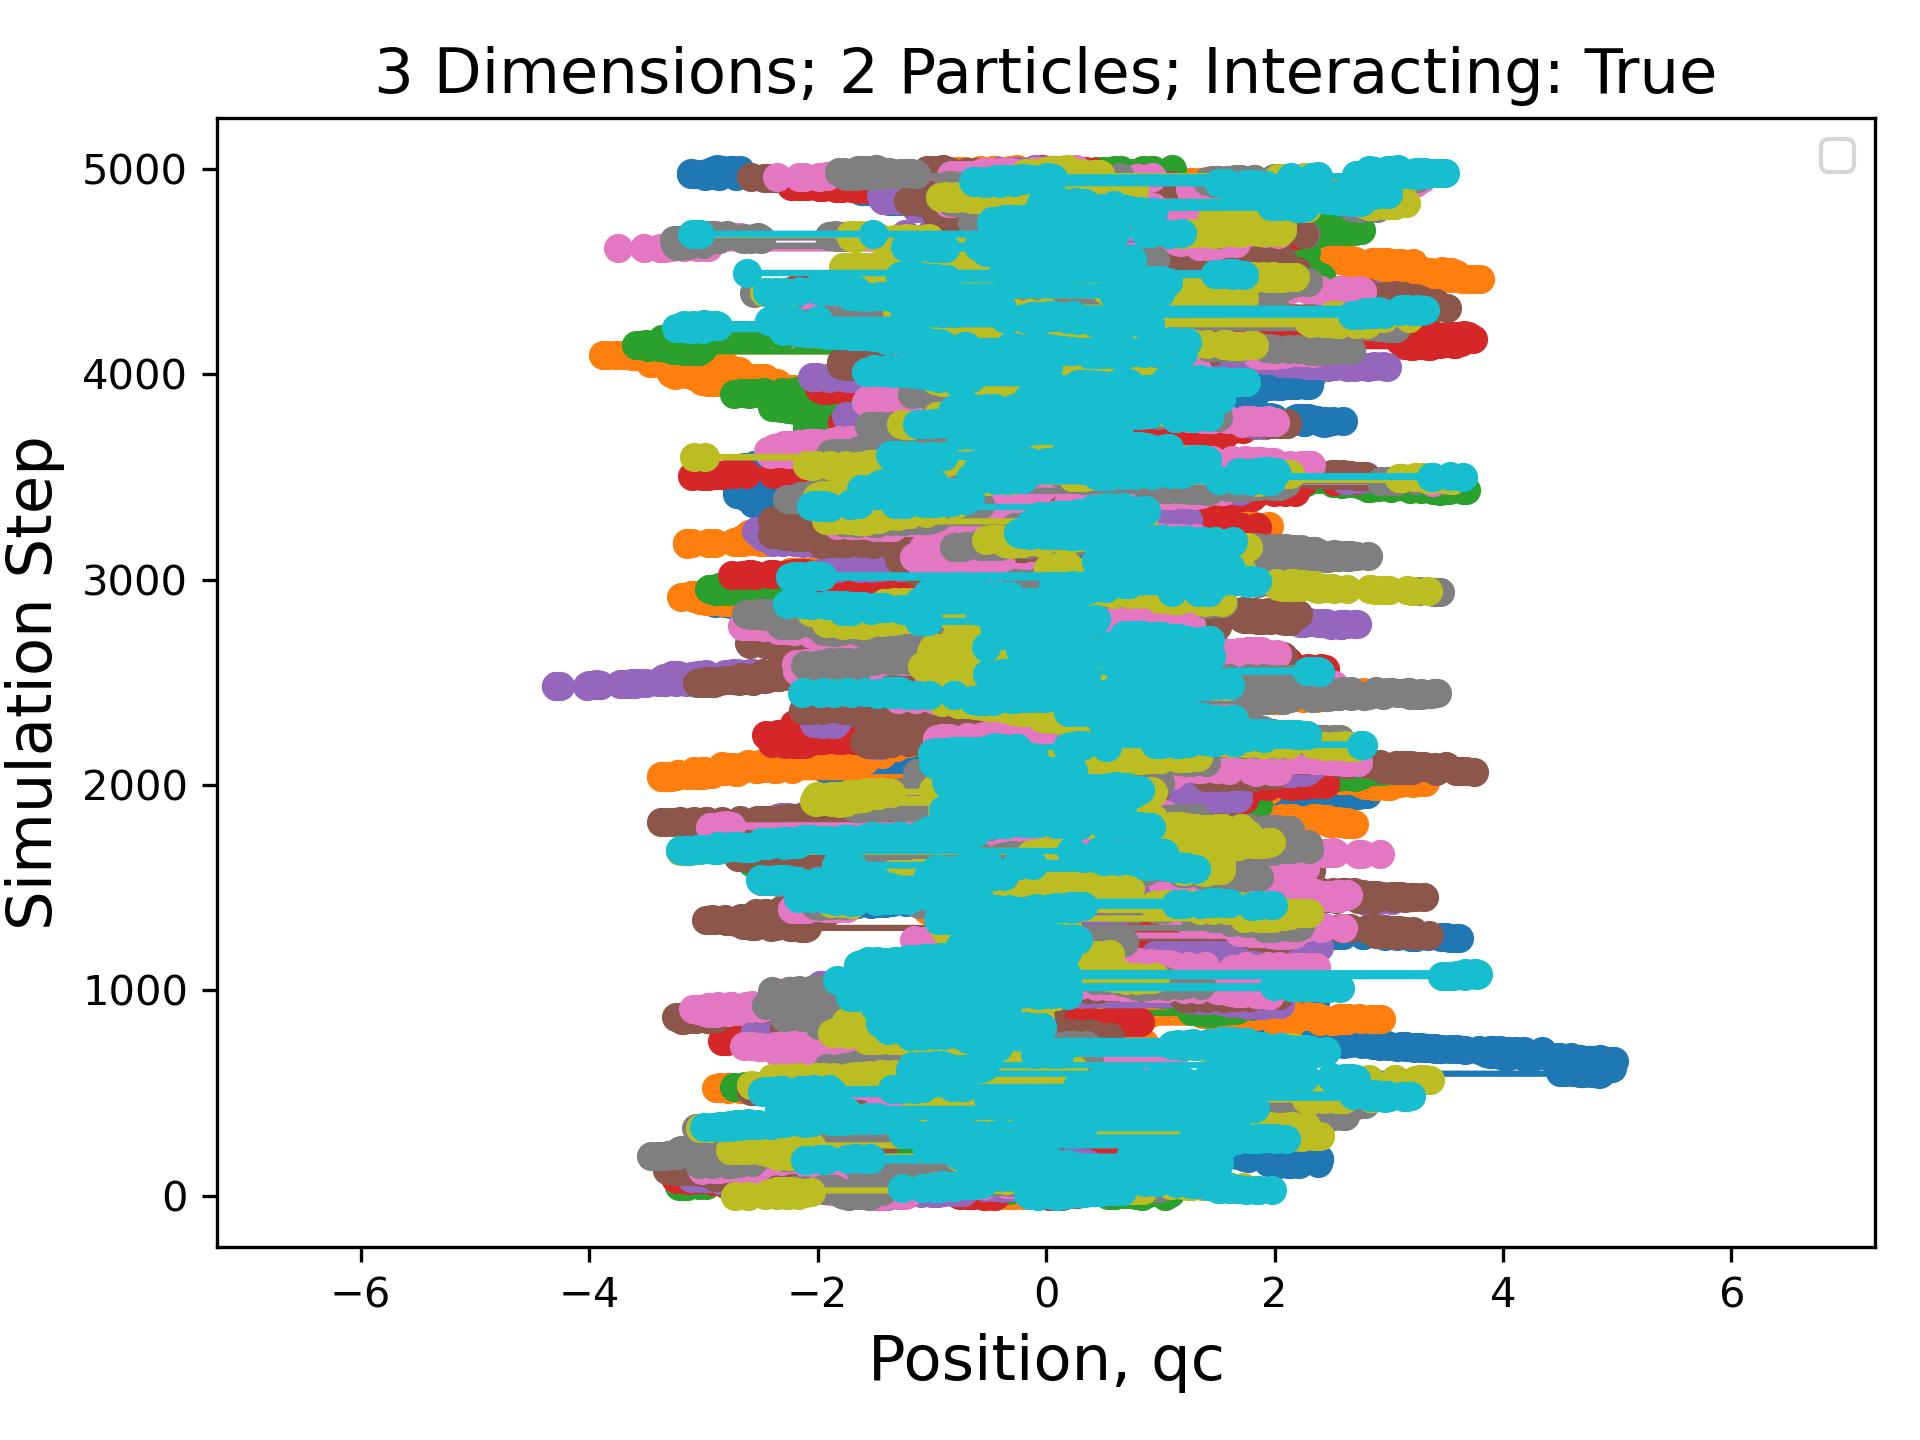 3 Dimensions; 2 Particles; Interacting: True
Simulation Step
5000
4000
3000
2000
1000
0
−6 −4 −2 0 2 4 6
Position, qc